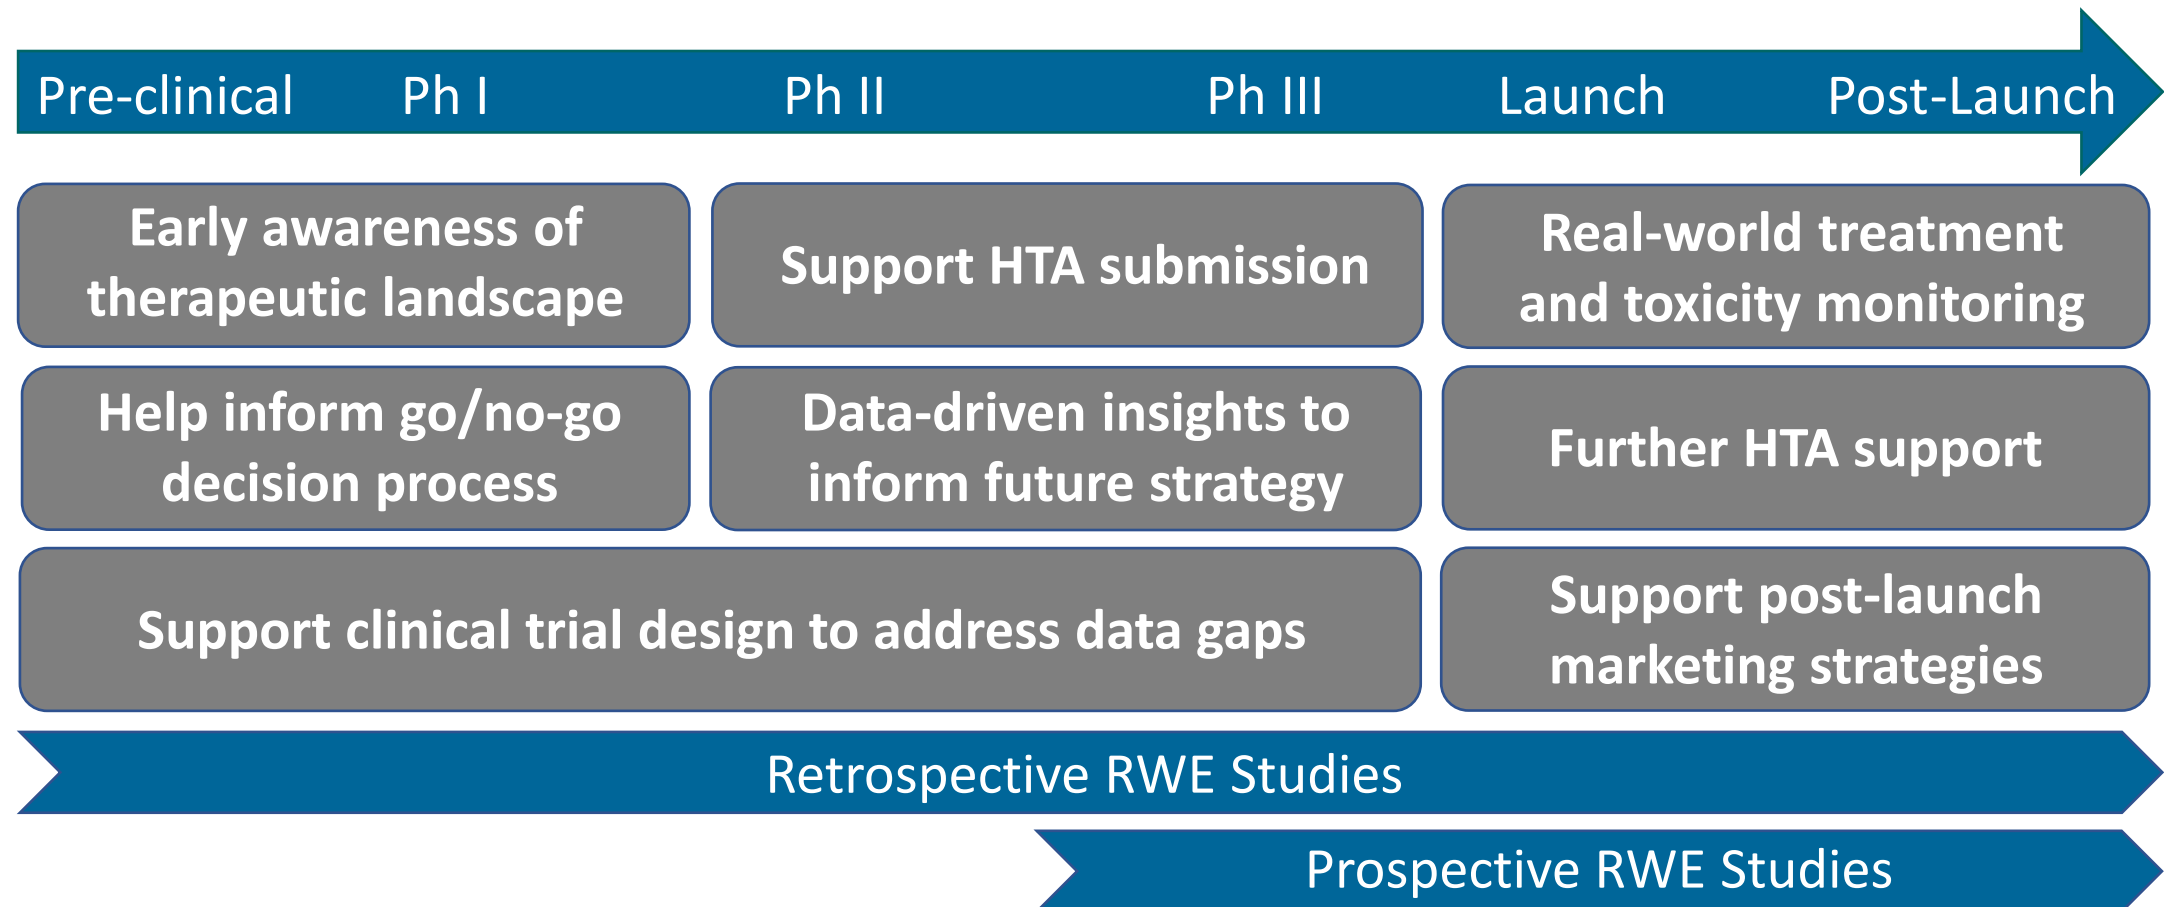 Pre-clinical Ph I Ph II Ph III Launch Post-Launch
Early awareness of
therapeutic landscape
Support HTA submission
Real-world treatment
and toxicity monitoring
Help inform go/no-go
decision process
Data-driven insights to
inform future strategy
Further HTA support
Support clinical trial design to address data gaps
Support post-launch
marketing strategies
Retrospective RWE Studies
Prospective RWE Studies